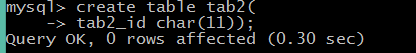 mysql> create table tab2(
    -> tab2_id char(11));
Query OK, 0 rows affected (0.30 sec)